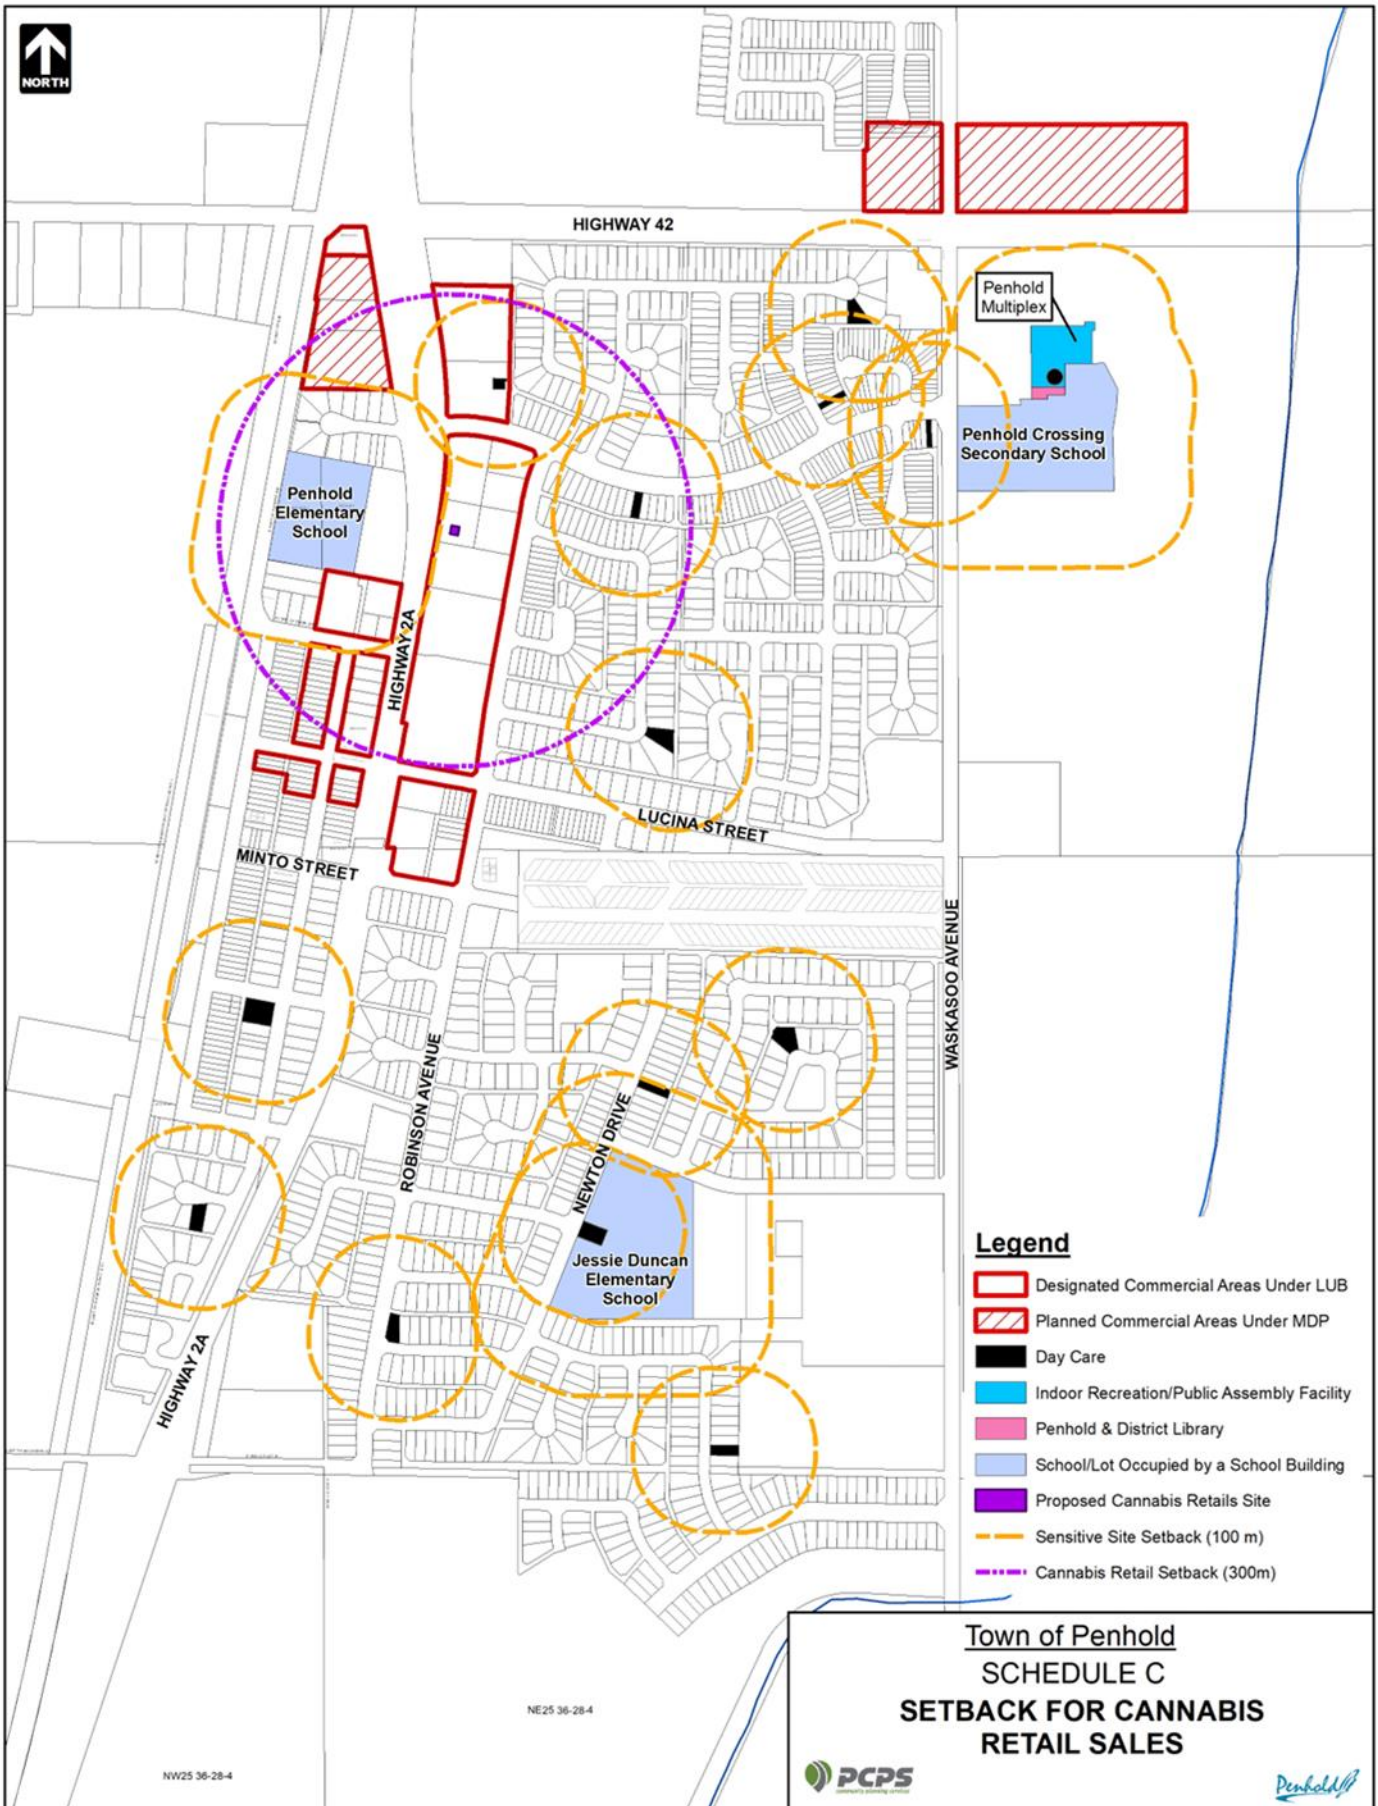 NORTH
HIGHWAY 42
Penhold
Multiplex
Penhold Crossing
Secondary School
Penhold
Elementary
School
HIGHWAY 2A
LUCINA STREET
MINTO STREET
WASKASOO AVENUE
ROBINSON AVENUE
NEWTON DRIVE
Jessie Duncan
Elementary
School
HIGHWAY 2A
Legend
Designated Commercial Areas Under LUB
Planned Commercial Areas Under MDP
Day Care
Indoor Recreation/Public Assembly Facility
Penhold & District Library
School/Lot Occupied by a School Building
Proposed Cannabis Retails Site
Sensitive Site Setback (100 m)
Cannabis Retail Setback (300m)
NE25 36-28-4
NW25 36-28-4
Town of Penhold
SCHEDULE C
SETBACK FOR CANNABIS
RETAIL SALES
PCPS
Penhold